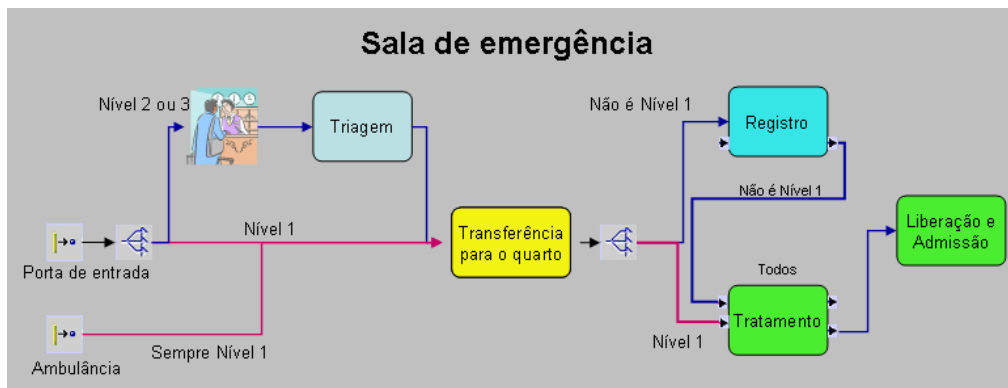 Sala de emergência
Nível 2 ou 3
Triagem
Não é Nível 1
Registro
Não é Nível 1
Nível 1
Porta de entrada
Transferência
para o quarto
Liberação e
Admissão
Todos
Tratamento
Nível 1
Sempre Nível 1
Ambulância